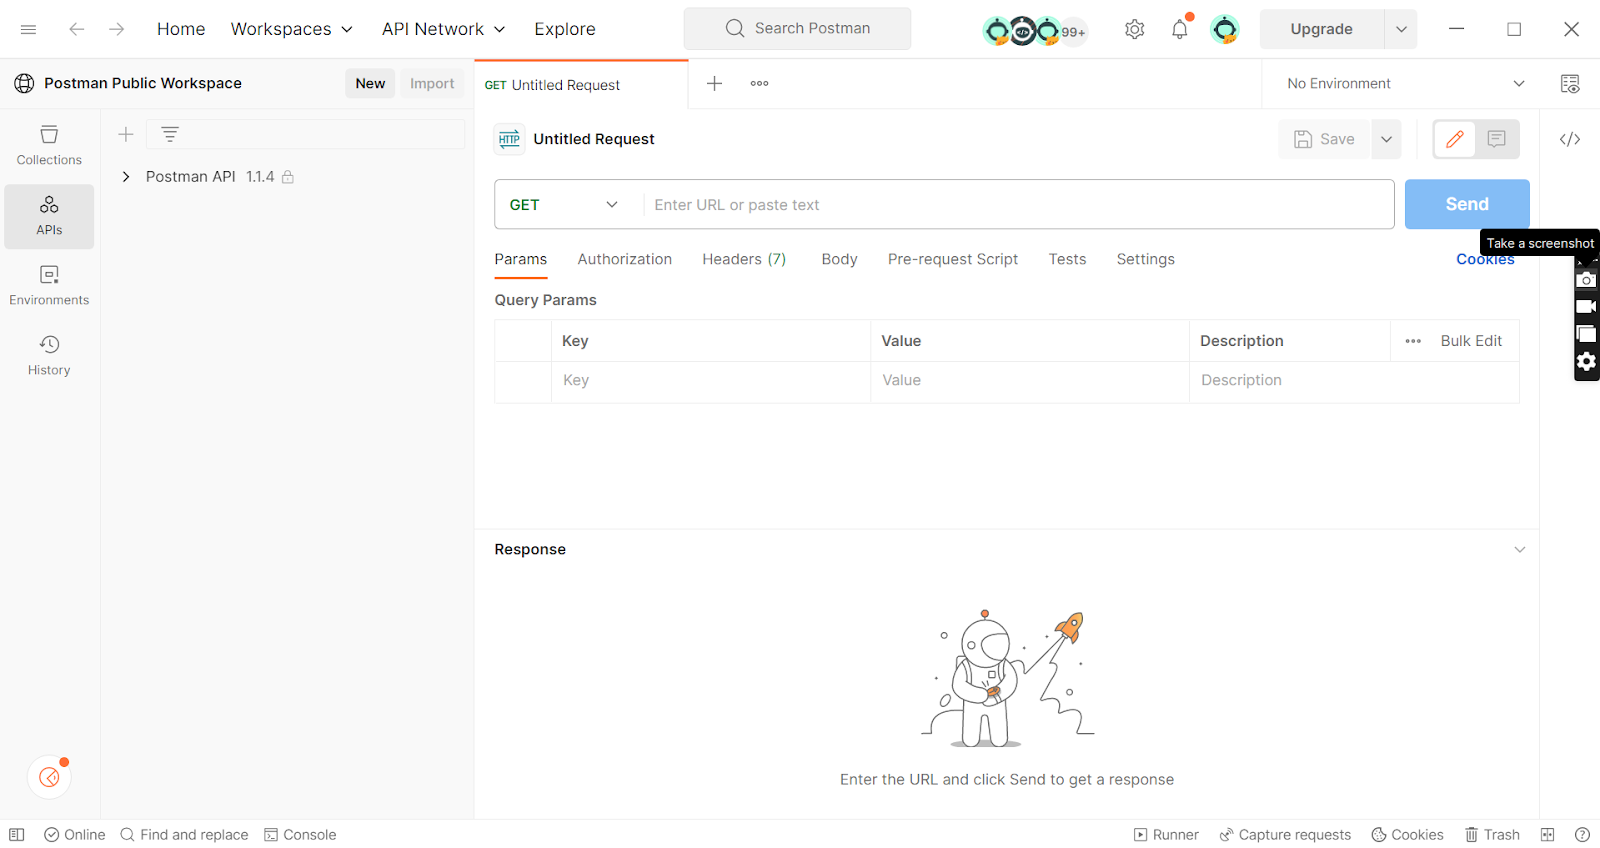 Home Workspaces API Network Explore Search Postman 99+ Upgrade
Postman Public Workspace New Import GET Untitled Request No Environment
Collections
APIs
Environments
History
Postman API 1.1.4
HTTP Untitled Request Save
GET Enter URL or paste text Send
Take a screenshot
Params Authorization Headers (7) Body Pre-request Script Tests Settings Cookies
Query Params
Key Value Description Bulk Edit
Key Value Description
Response
Enter the URL and click Send to get a response
Online Find and replace Console Runner Capture requests Cookies Trash